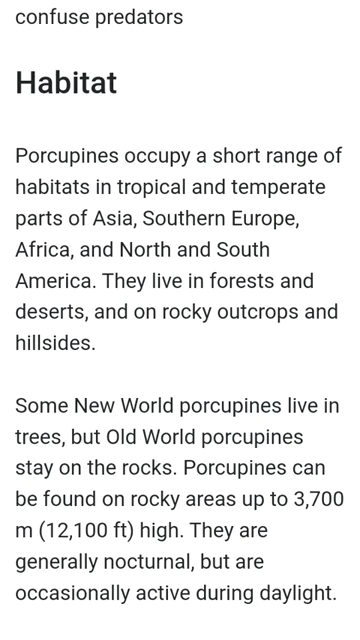 confuse predators
Habitat
Porcupines occupy a short range of
habitats in tropical and temperate
parts of Asia, Southern Europe,
Africa, and North and South
America. They live in forests and
deserts, and on rocky outcrops and
hillsides.
Some New World porcupines live in
trees, but Old World porcupines
stay on the rocks. Porcupines can
be found on rocky areas up to 3,700
m (12,100 ft) high. They are
generally nocturnal, but are
occasionally active during daylight.